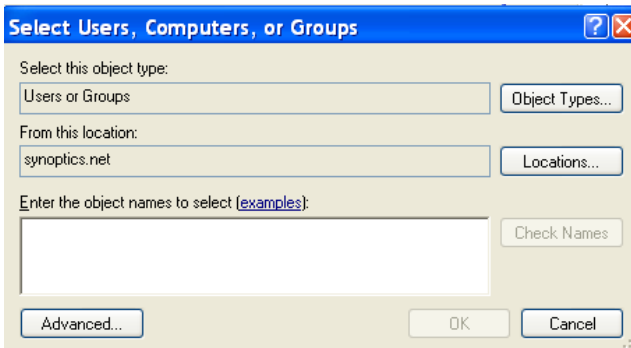 Select Users, Computers, or Groups
Select this object type:
Users or Groups
Object Types...
From this location:
synoptics.net
Locations...
Enter the object names to select (examples):
Check Names
Advanced...
OK
Cancel